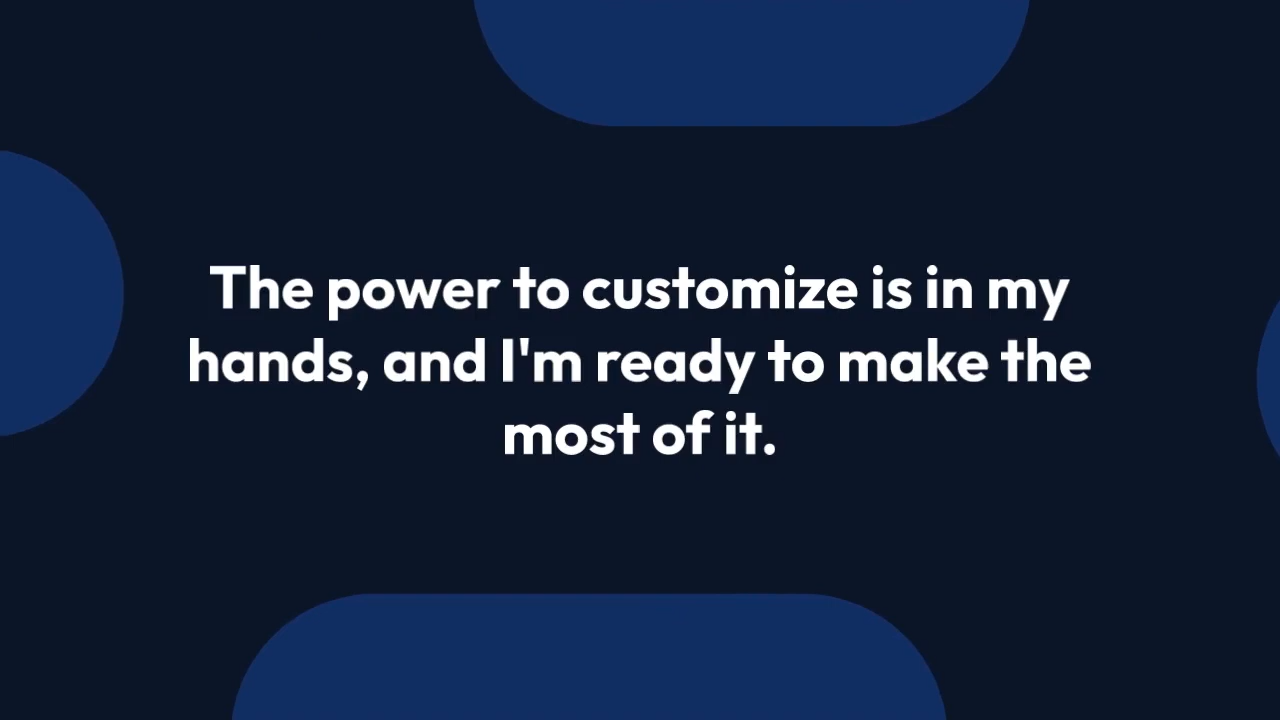 The power to customize is in my
hands, and I'm ready to make the
most of it.